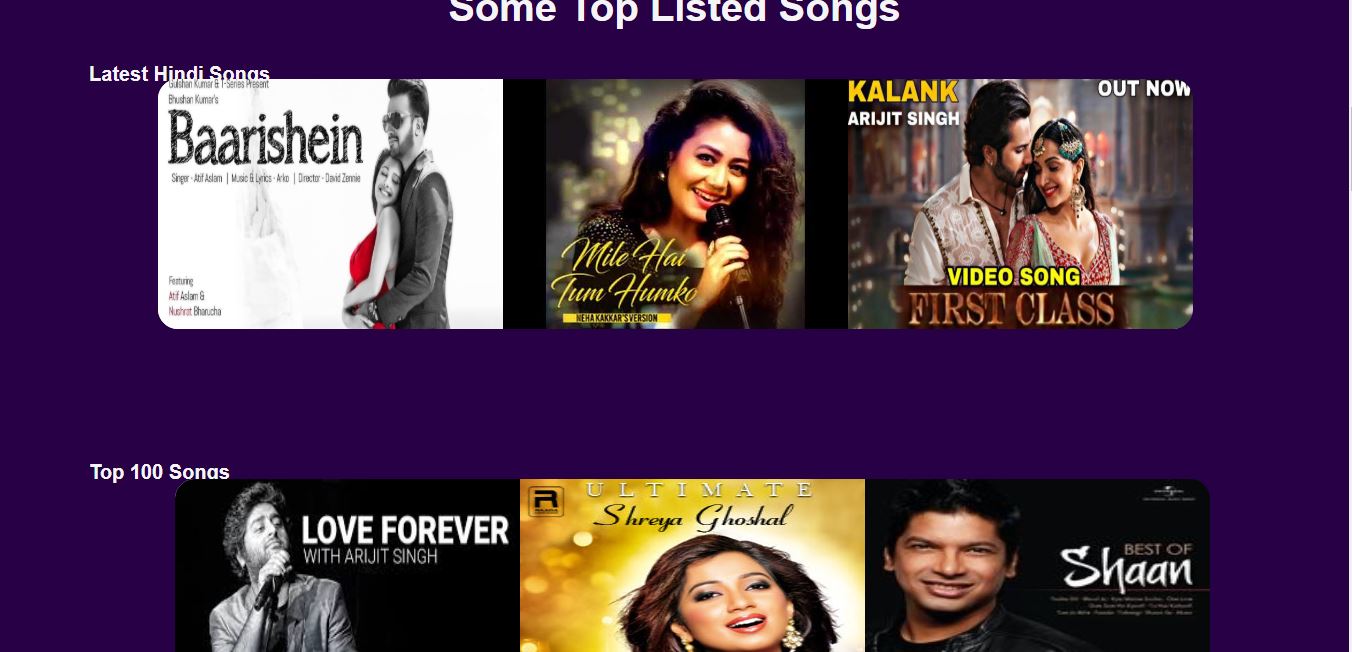 Some Top Listed Songs
Latest Hindi Songs
Gulshan Kumar & T-Series Present
Bhushan Kumar's
Baarishein
Singer - Atif Aslam | Music & Lyrics - Arko | Director - David Zennie
Featuring
Atif Aslam &
Nushrat Bharucha
Mile Hai
Tum Humko
NEHA KAKKAR'S VERSION
KALANK
OUT NOW
ARIJIT SINGH
VIDEO SONG
FIRST CLASS
Top 100 Songs
LOVE FOREVER
WITH ARIJIT SINGH
R
ULTIMATE
Shreya Ghoshal
BEST OF
Shaan